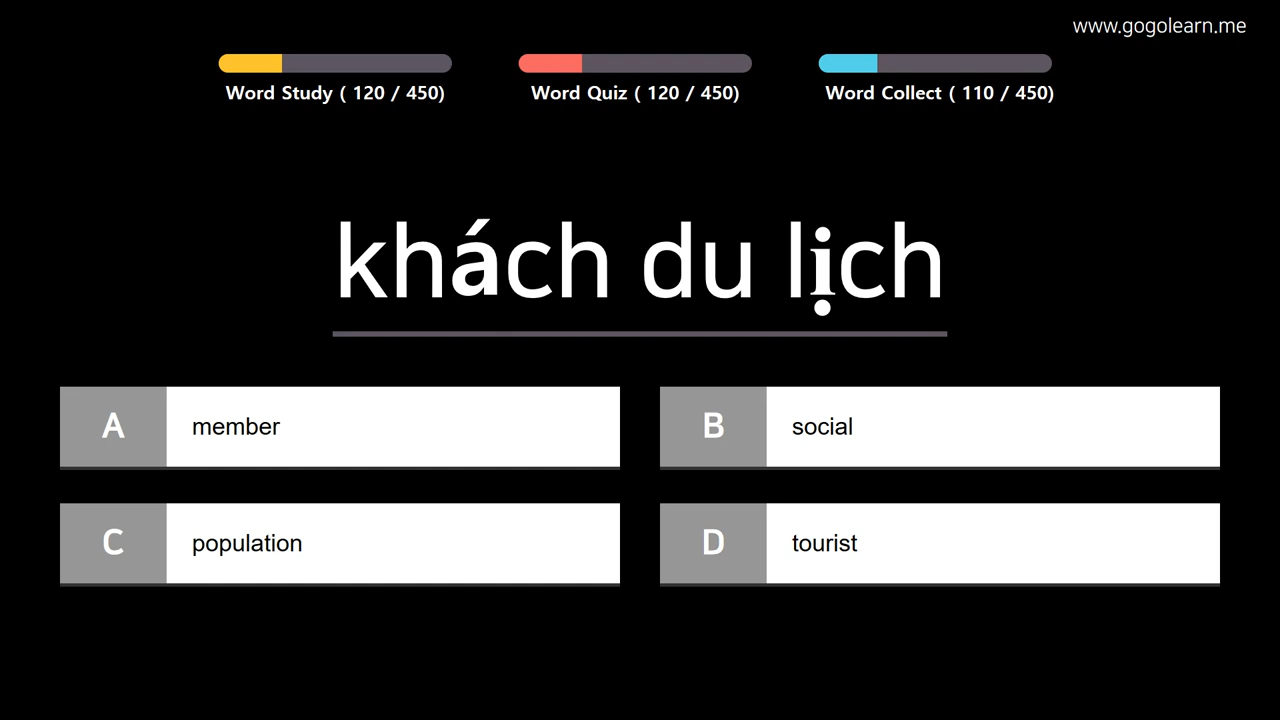 www.gogolearn.me
Word Study ( 120 / 450)
Word Quiz ( 120 / 450)
Word Collect ( 110 / 450)
khách du lịch
A member
B social
C population
D tourist